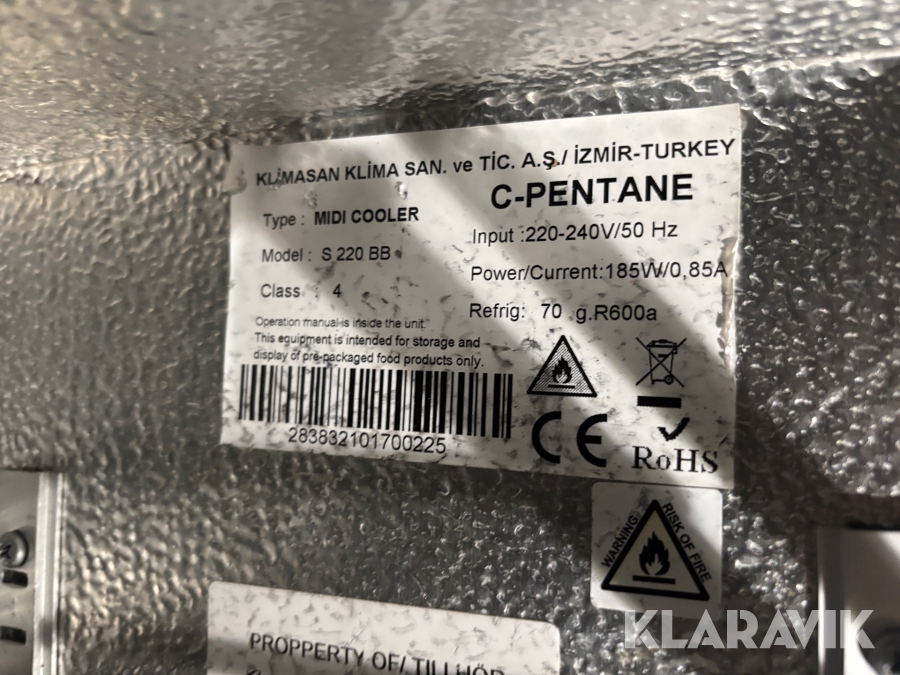 KLİMASAN KLİMA SAN. ve TİC. A.Ş./ İZMİR-TURKEY
C-PENTANE
Type : MIDI COOLER
Input :220-240V/50 Hz
Model : S 220 BB
Power/Current:185W/0,85A
Class : 4
Refrig: 70 g.R600a
Operation manual is inside the unit.
This equipment is intended for storage and
display of pre-packaged food products only.
283832101700225
CE
RoHS
WARNING
RISK OF FIRE
PROPPERTY OF/ TILLHÖR
KLARAVIK